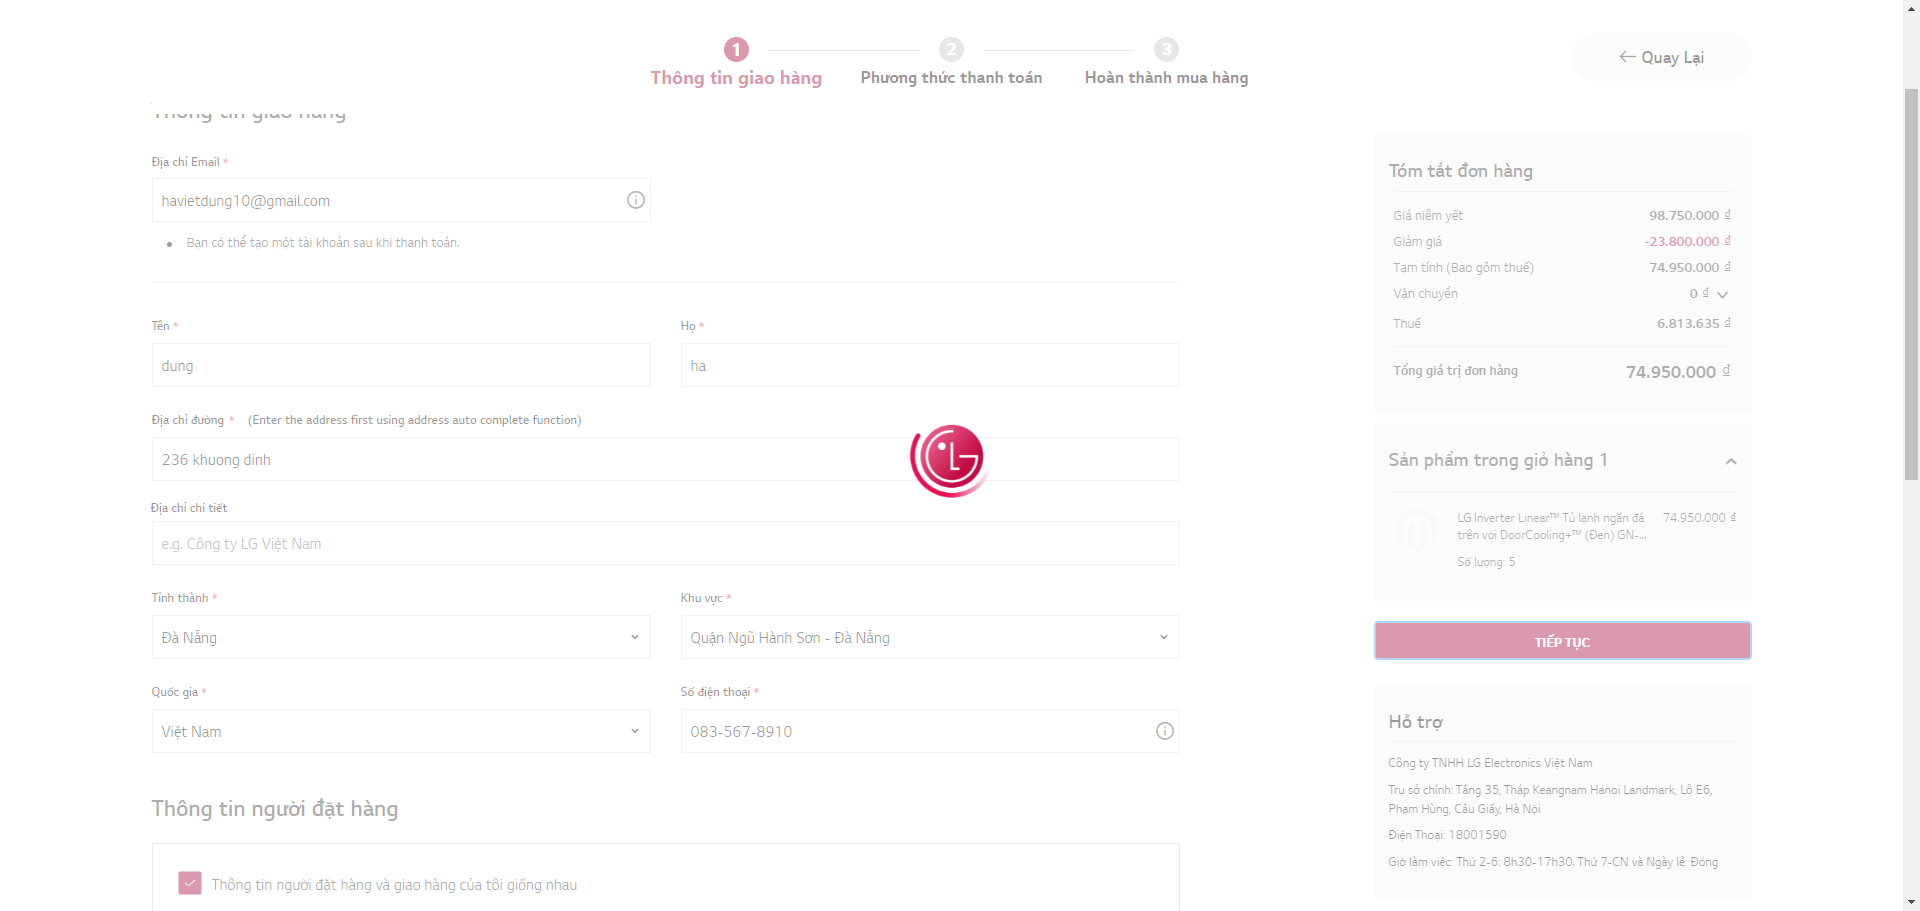 1
2
3
Thông tin giao hàng
Phương thức thanh toán
Hoàn thành mua hàng
← Quay Lại
Thông tin giao hàng
Địa chỉ Email *
havietdung10@gmail.com
Bạn có thể tạo một tài khoản sau khi thanh toán.
Tên *
Họ *
dung
ha
Địa chỉ đường * (Enter the address first using address auto complete function)
236 khuong dinh
Địa chỉ chi tiết
e.g. Công ty LG Việt Nam
Tỉnh thành *
Khu vực *
Đà Nẵng
Quận Ngũ Hành Sơn - Đà Nẵng
Quốc gia *
Số điện thoại *
Việt Nam
083-567-8910
Thông tin người đặt hàng
Thông tin người đặt hàng và giao hàng của tôi giống nhau
LG
Tóm tắt đơn hàng
Giá niêm yết 98.750.000 ₫
Giảm giá -23.800.000 ₫
Tạm tính (Bao gồm thuế) 74.950.000 ₫
Vận chuyển 0 ₫
Thuế 6.813.635 ₫
Tổng giá trị đơn hàng 74.950.000 ₫
Sản phẩm trong giỏ hàng 1
LG Inverter Linear™ Tủ lạnh ngăn đá 74.950.000 ₫
trên với DoorCooling+™ (Đen) GN-...
Số lượng: 5
TIẾP TỤC
Hỗ trợ
Công ty TNHH LG Electronics Việt Nam
Trụ sở chính: Tầng 35, Tháp Keangnam Hanoi Landmark, Lô E6,
Phạm Hùng, Cầu Giấy, Hà Nội
Điện Thoại: 18001590
Giờ làm việc: Thứ 2-6: 8h30-17h30. Thứ 7-CN và Ngày lễ: Đóng